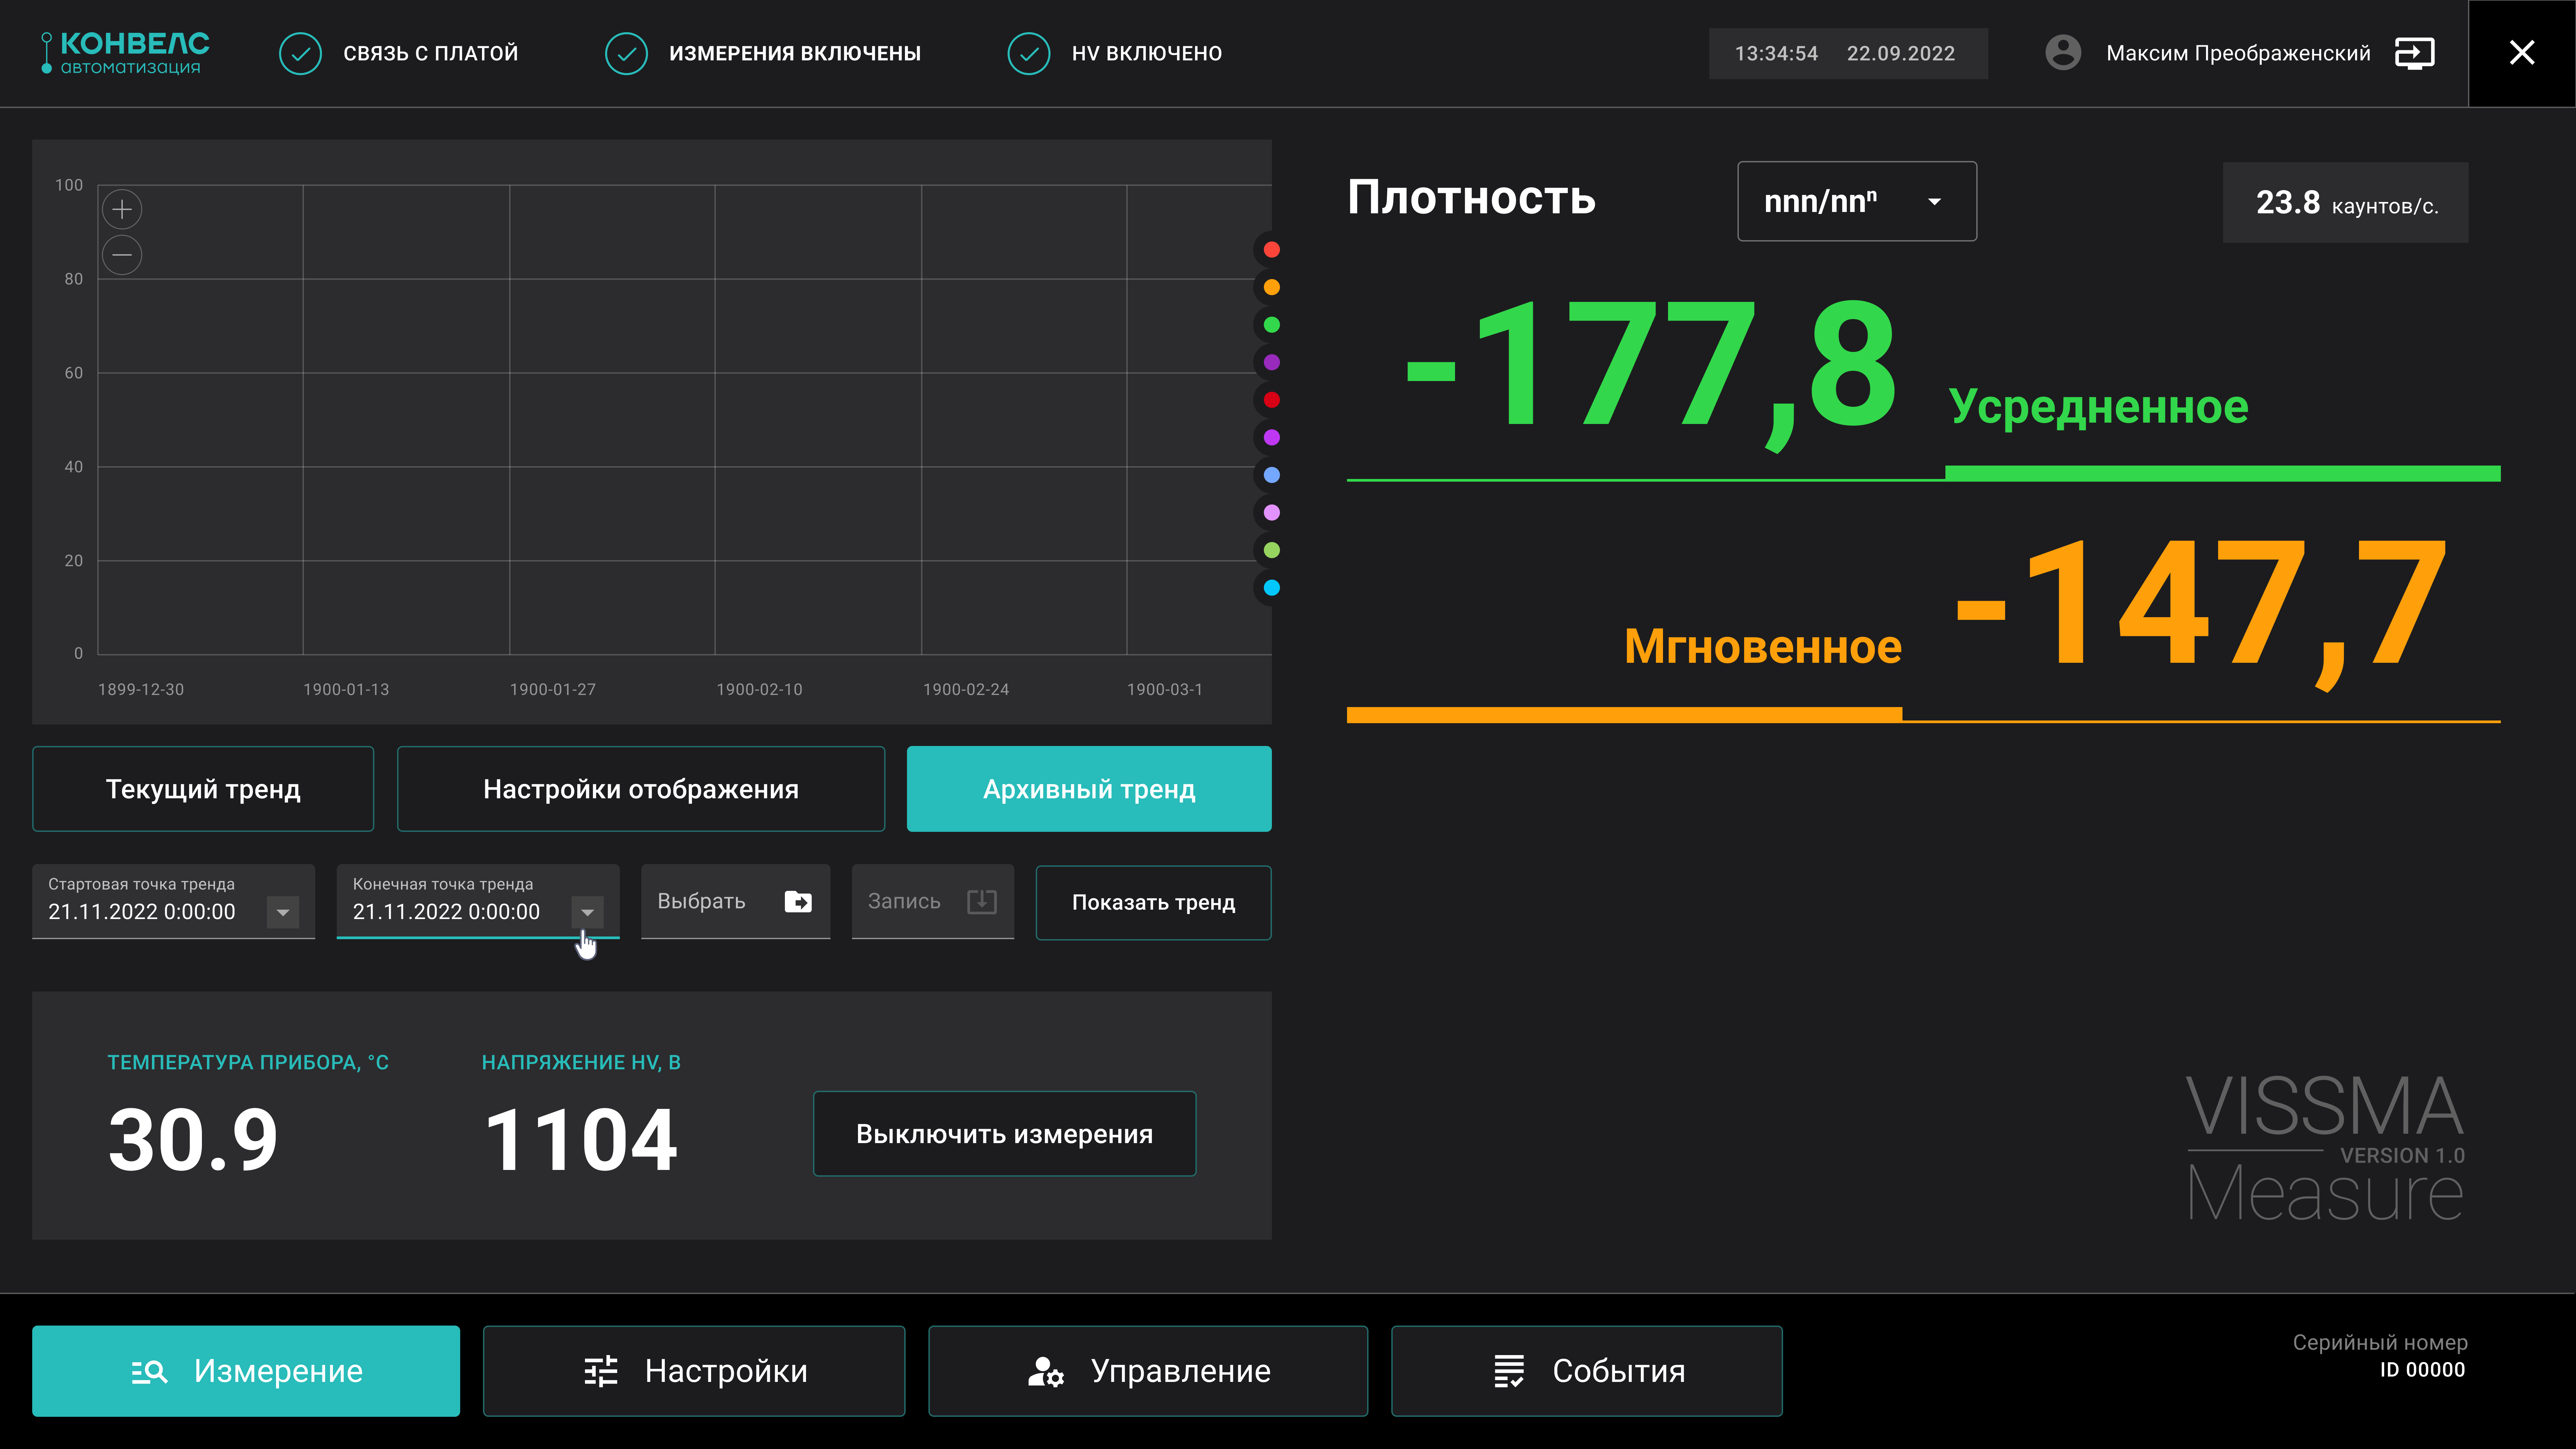 КОНВЕЛС
автоматизация
СВЯЗЬ С ПЛАТОЙ
ИЗМЕРЕНИЯ ВКЛЮЧЕНЫ
HV ВКЛЮЧЕНО
13:34:54 22.09.2022
Максим Преображенский
100
80
60
40
20
0
1899-12-30 1900-01-13 1900-01-27 1900-02-10 1900-02-24 1900-03-1
Плотность
nnn/nnⁿ
23.8 каунтов/с.
-177,8 Усредненное
Мгновенное -147,7
Текущий тренд
Настройки отображения
Архивный тренд
Стартовая точка тренда
21.11.2022 0:00:00
Конечная точка тренда
21.11.2022 0:00:00
Выбрать
Запись
Показать тренд
ТЕМПЕРАТУРА ПРИБОРА, °C
30.9
НАПРЯЖЕНИЕ HV, В
1104
Выключить измерения
VISSMA
VERSION 1.0
Measure
Измерение
Настройки
Управление
События
Серийный номер
ID 00000